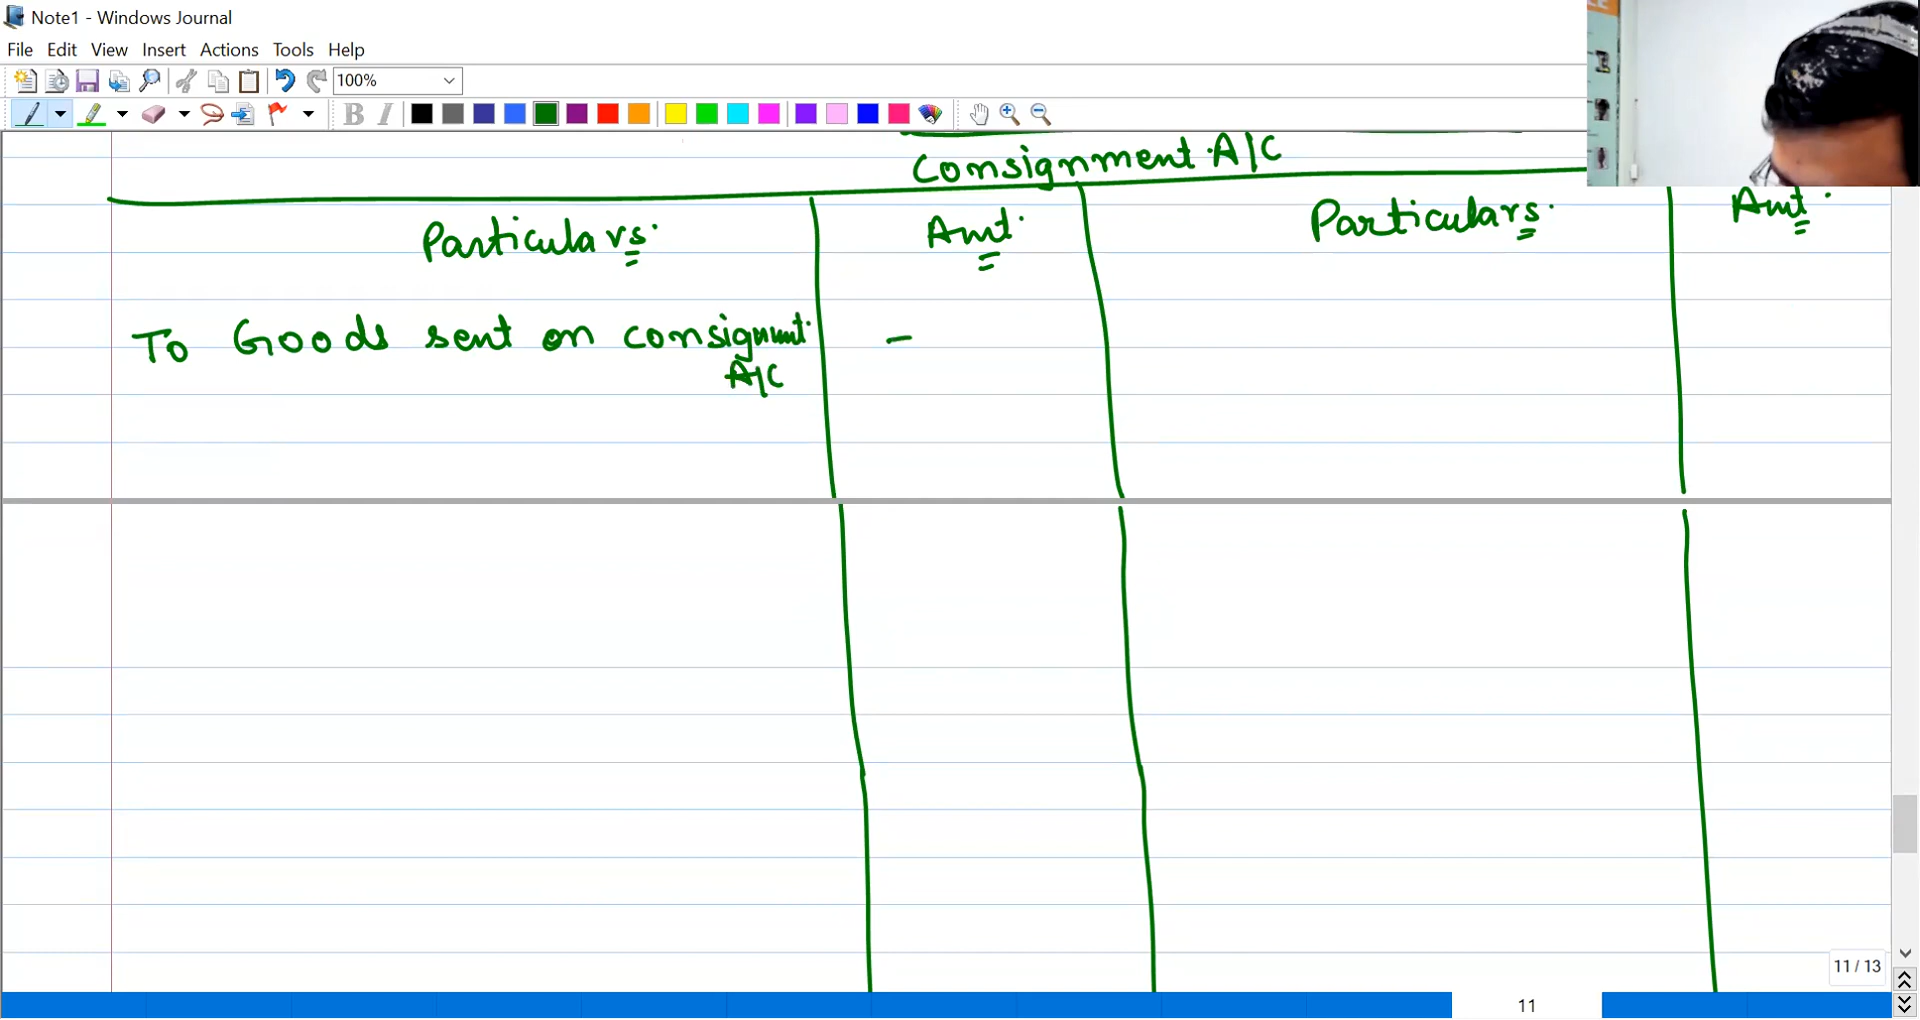 Note1 - Windows Journal
File Edit View Insert Actions Tools Help
100%
B I
Consignment A/C
Particulars Amt. Particulars Amt.
To Goods sent on consignment -
A/C
11 / 13
11